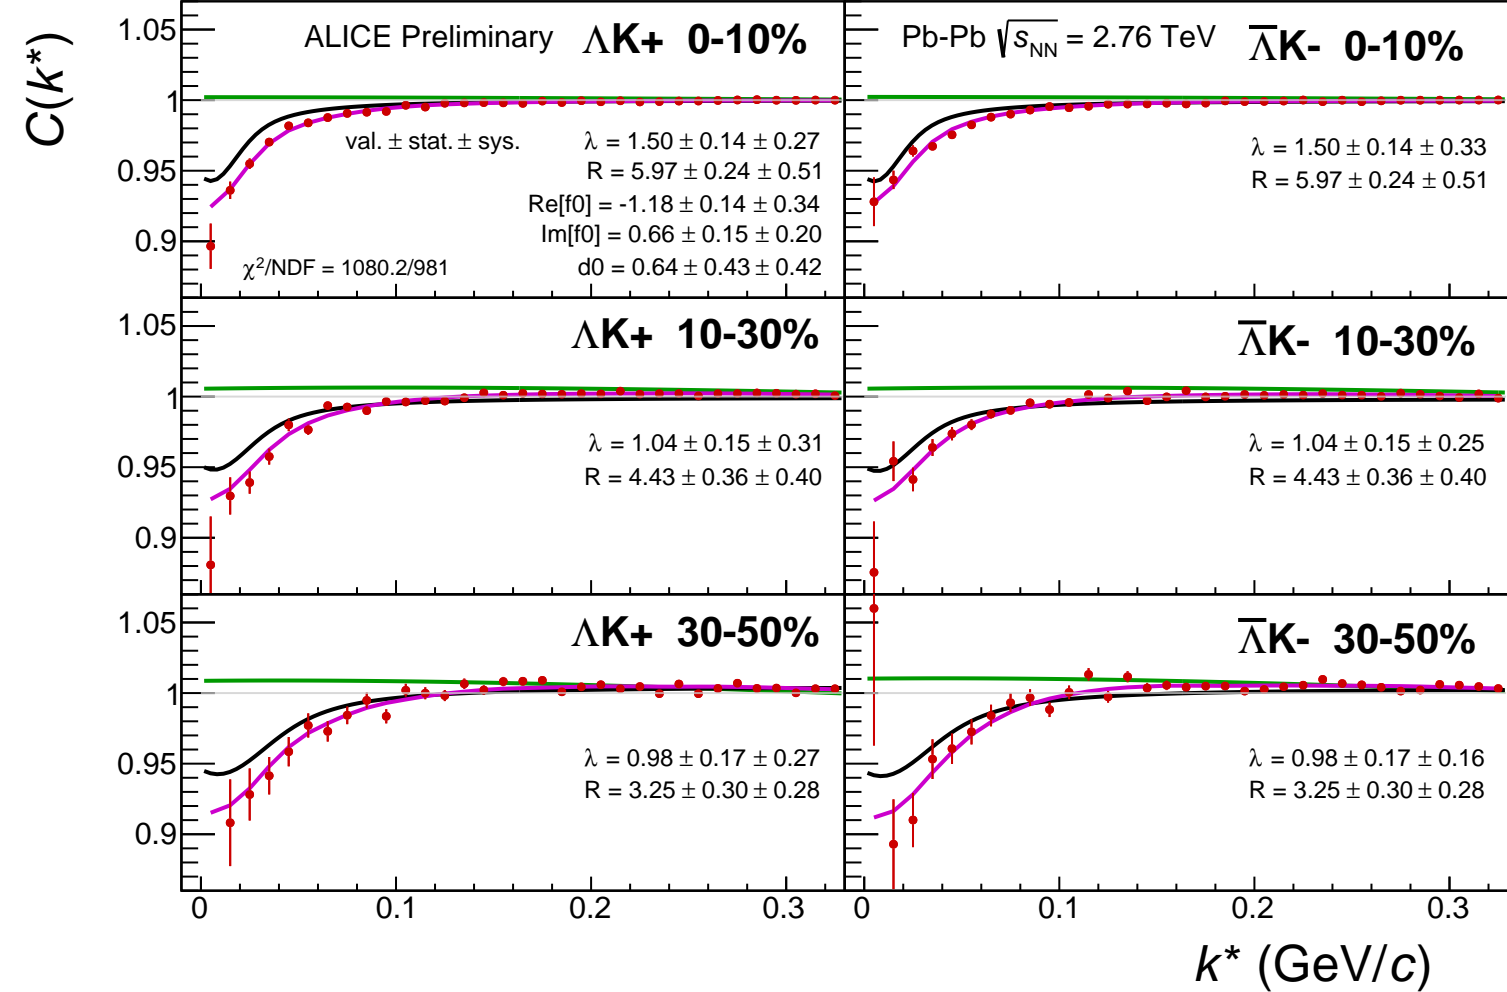 C(k*)
1.05
1
0.95
0.9
ALICE Preliminary ΛK+ 0-10%
val. ± stat. ± sys.
λ = 1.50 ± 0.14 ± 0.27
R = 5.97 ± 0.24 ± 0.51
Re[f0] = -1.18 ± 0.14 ± 0.34
Im[f0] = 0.66 ± 0.15 ± 0.20
d0 = 0.64 ± 0.43 ± 0.42
χ²/NDF = 1080.2/981
Pb-Pb √s_NN = 2.76 TeV Λ̅K- 0-10%
λ = 1.50 ± 0.14 ± 0.33
R = 5.97 ± 0.24 ± 0.51
1.05
1
0.95
0.9
ΛK+ 10-30%
λ = 1.04 ± 0.15 ± 0.31
R = 4.43 ± 0.36 ± 0.40
Λ̅K- 10-30%
λ = 1.04 ± 0.15 ± 0.25
R = 4.43 ± 0.36 ± 0.40
1.05
1
0.95
0.9
ΛK+ 30-50%
λ = 0.98 ± 0.17 ± 0.27
R = 3.25 ± 0.30 ± 0.28
Λ̅K- 30-50%
λ = 0.98 ± 0.17 ± 0.16
R = 3.25 ± 0.30 ± 0.28
0 0.1 0.2 0.3 0 0.1 0.2 0.3
k* (GeV/c)